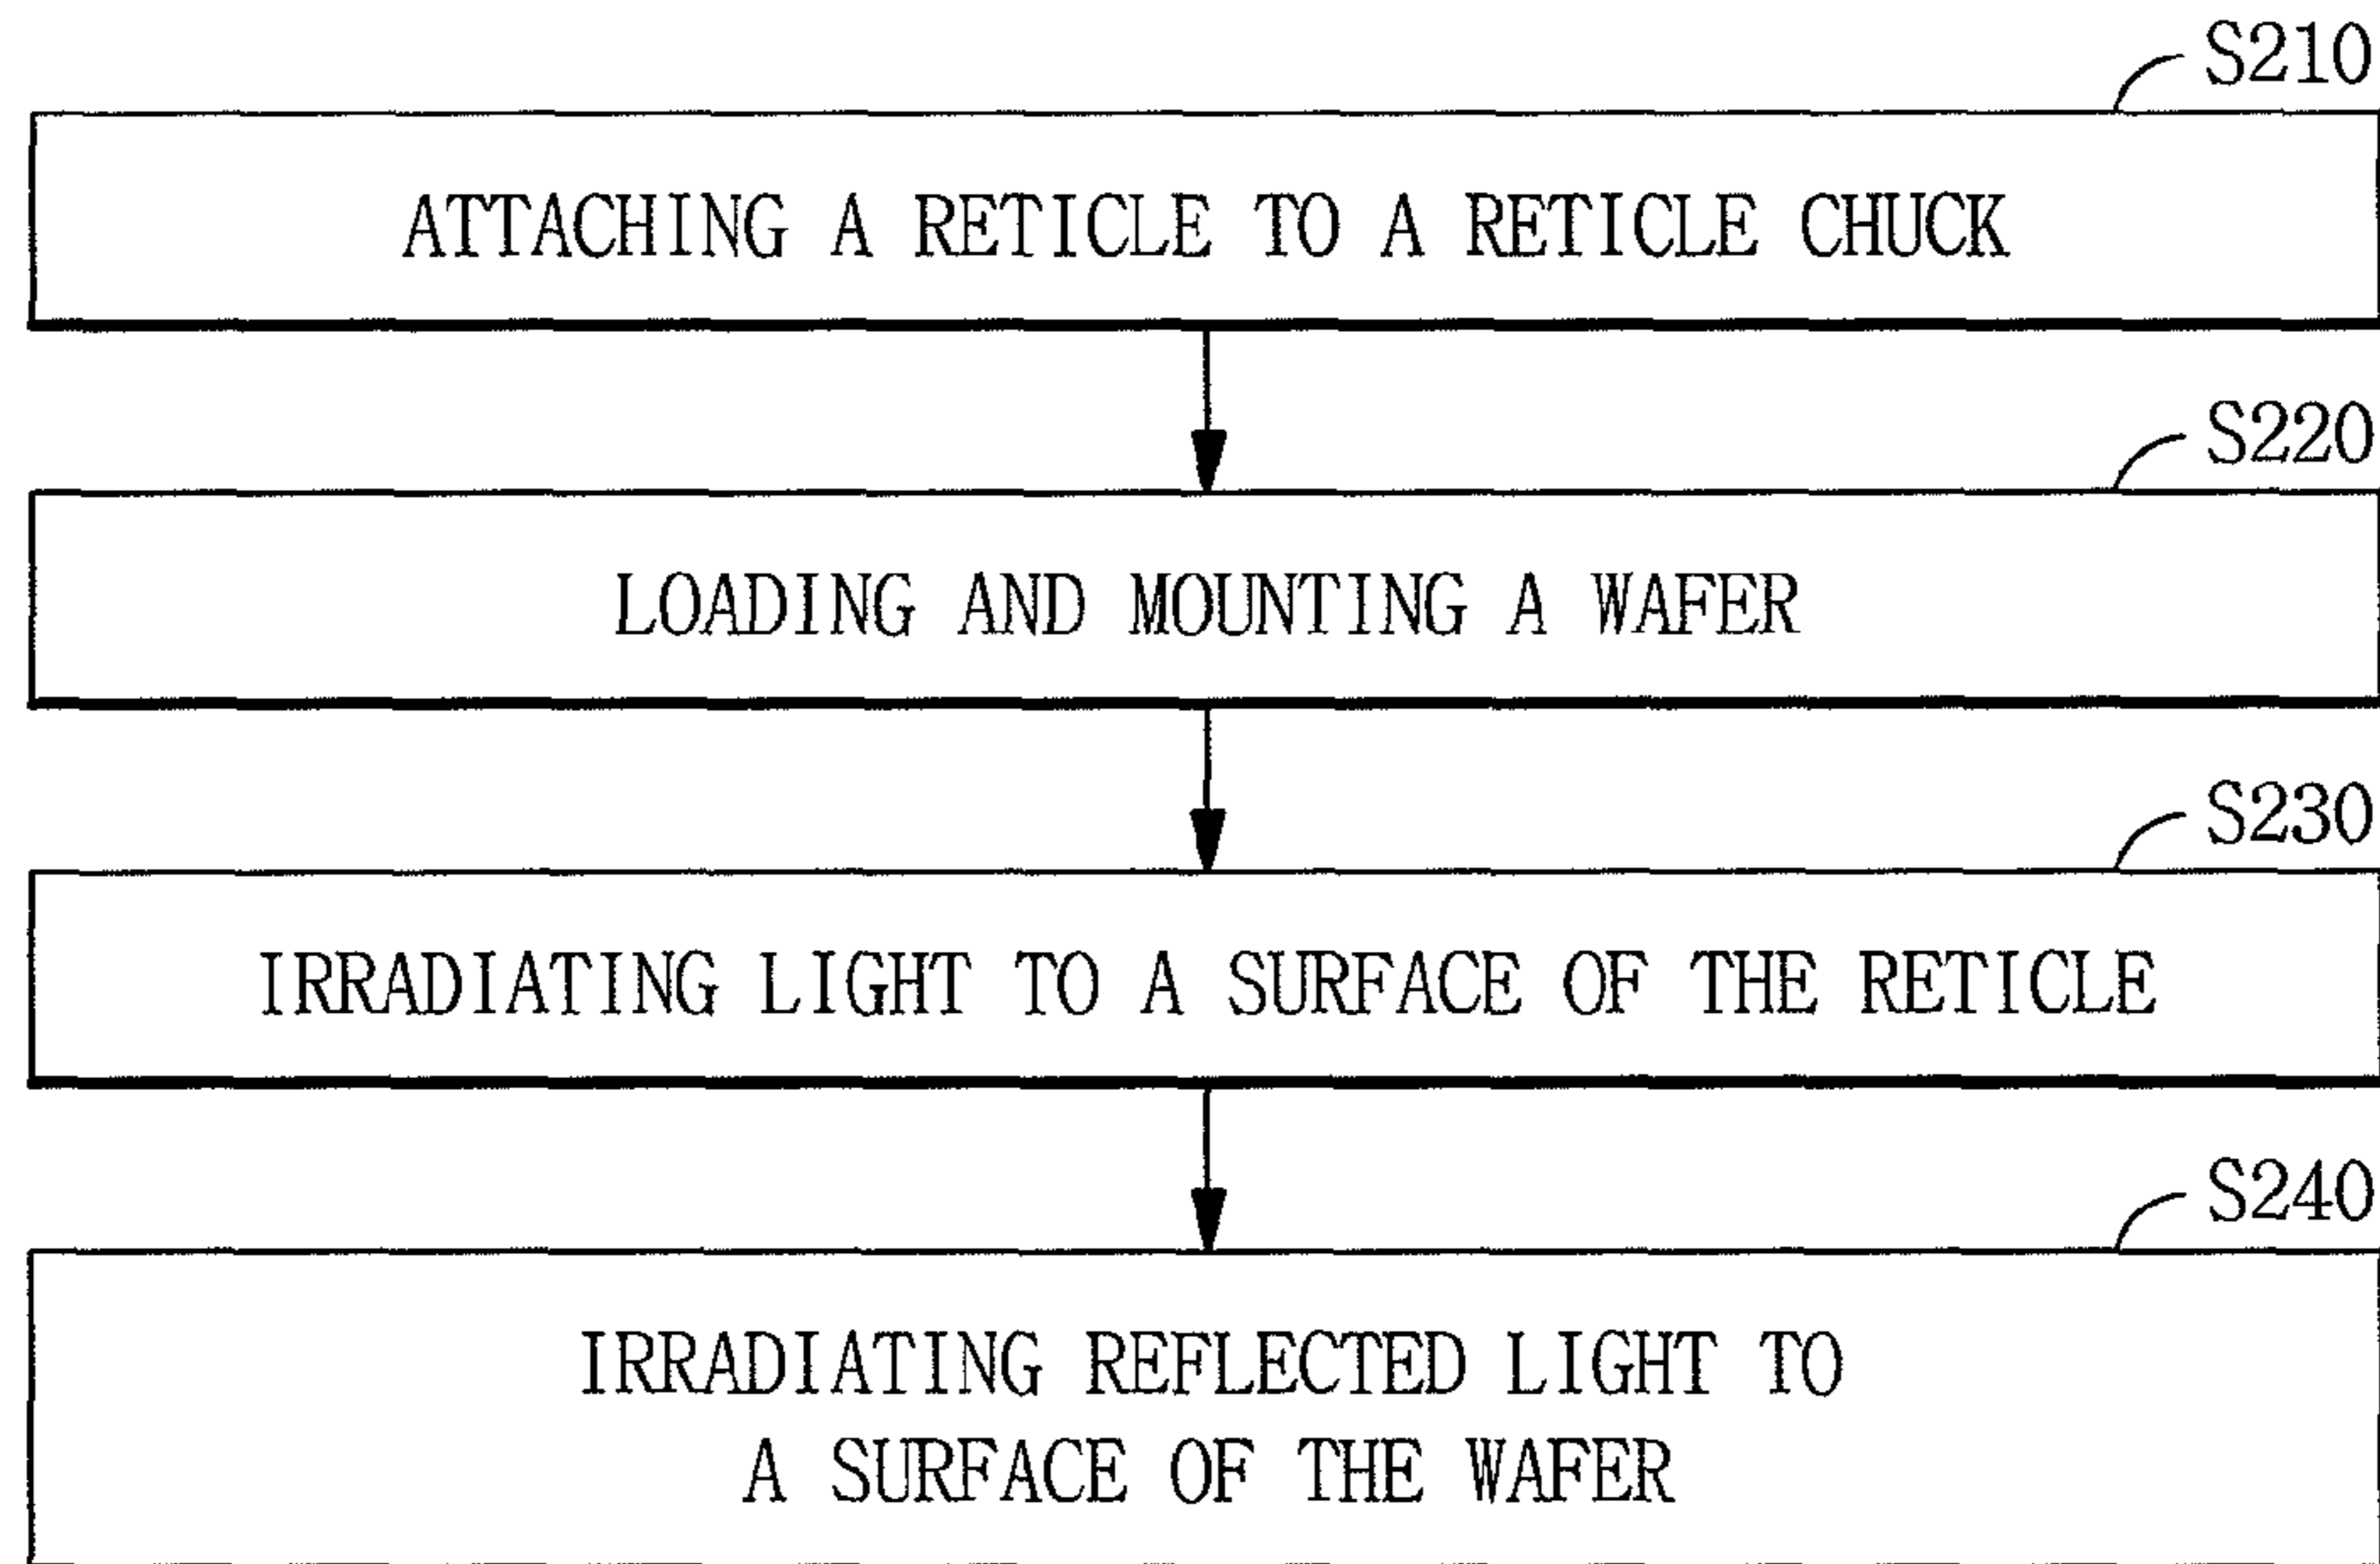 S210
ATTACHING A RETICLE TO A RETICLE CHUCK
S220
LOADING AND MOUNTING A WAFER
S230
IRRADIATING LIGHT TO A SURFACE OF THE RETICLE
S240
IRRADIATING REFLECTED LIGHT TO
A SURFACE OF THE WAFER